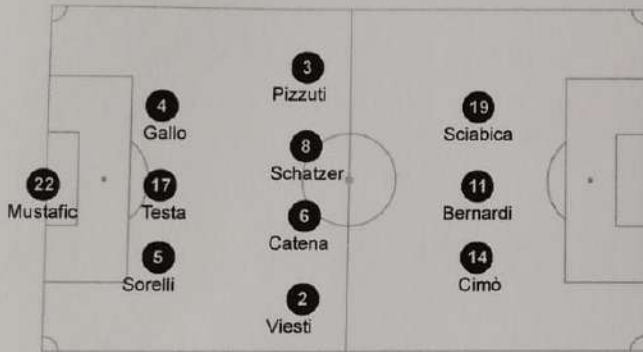 3
Pizzuti
4
Gallo
19
Sciabica
8
Schatzer
22
Mustafic
17
Testa
11
Bernardi
6
Catena
5
Sorelli
14
Cimò
2
Viesti